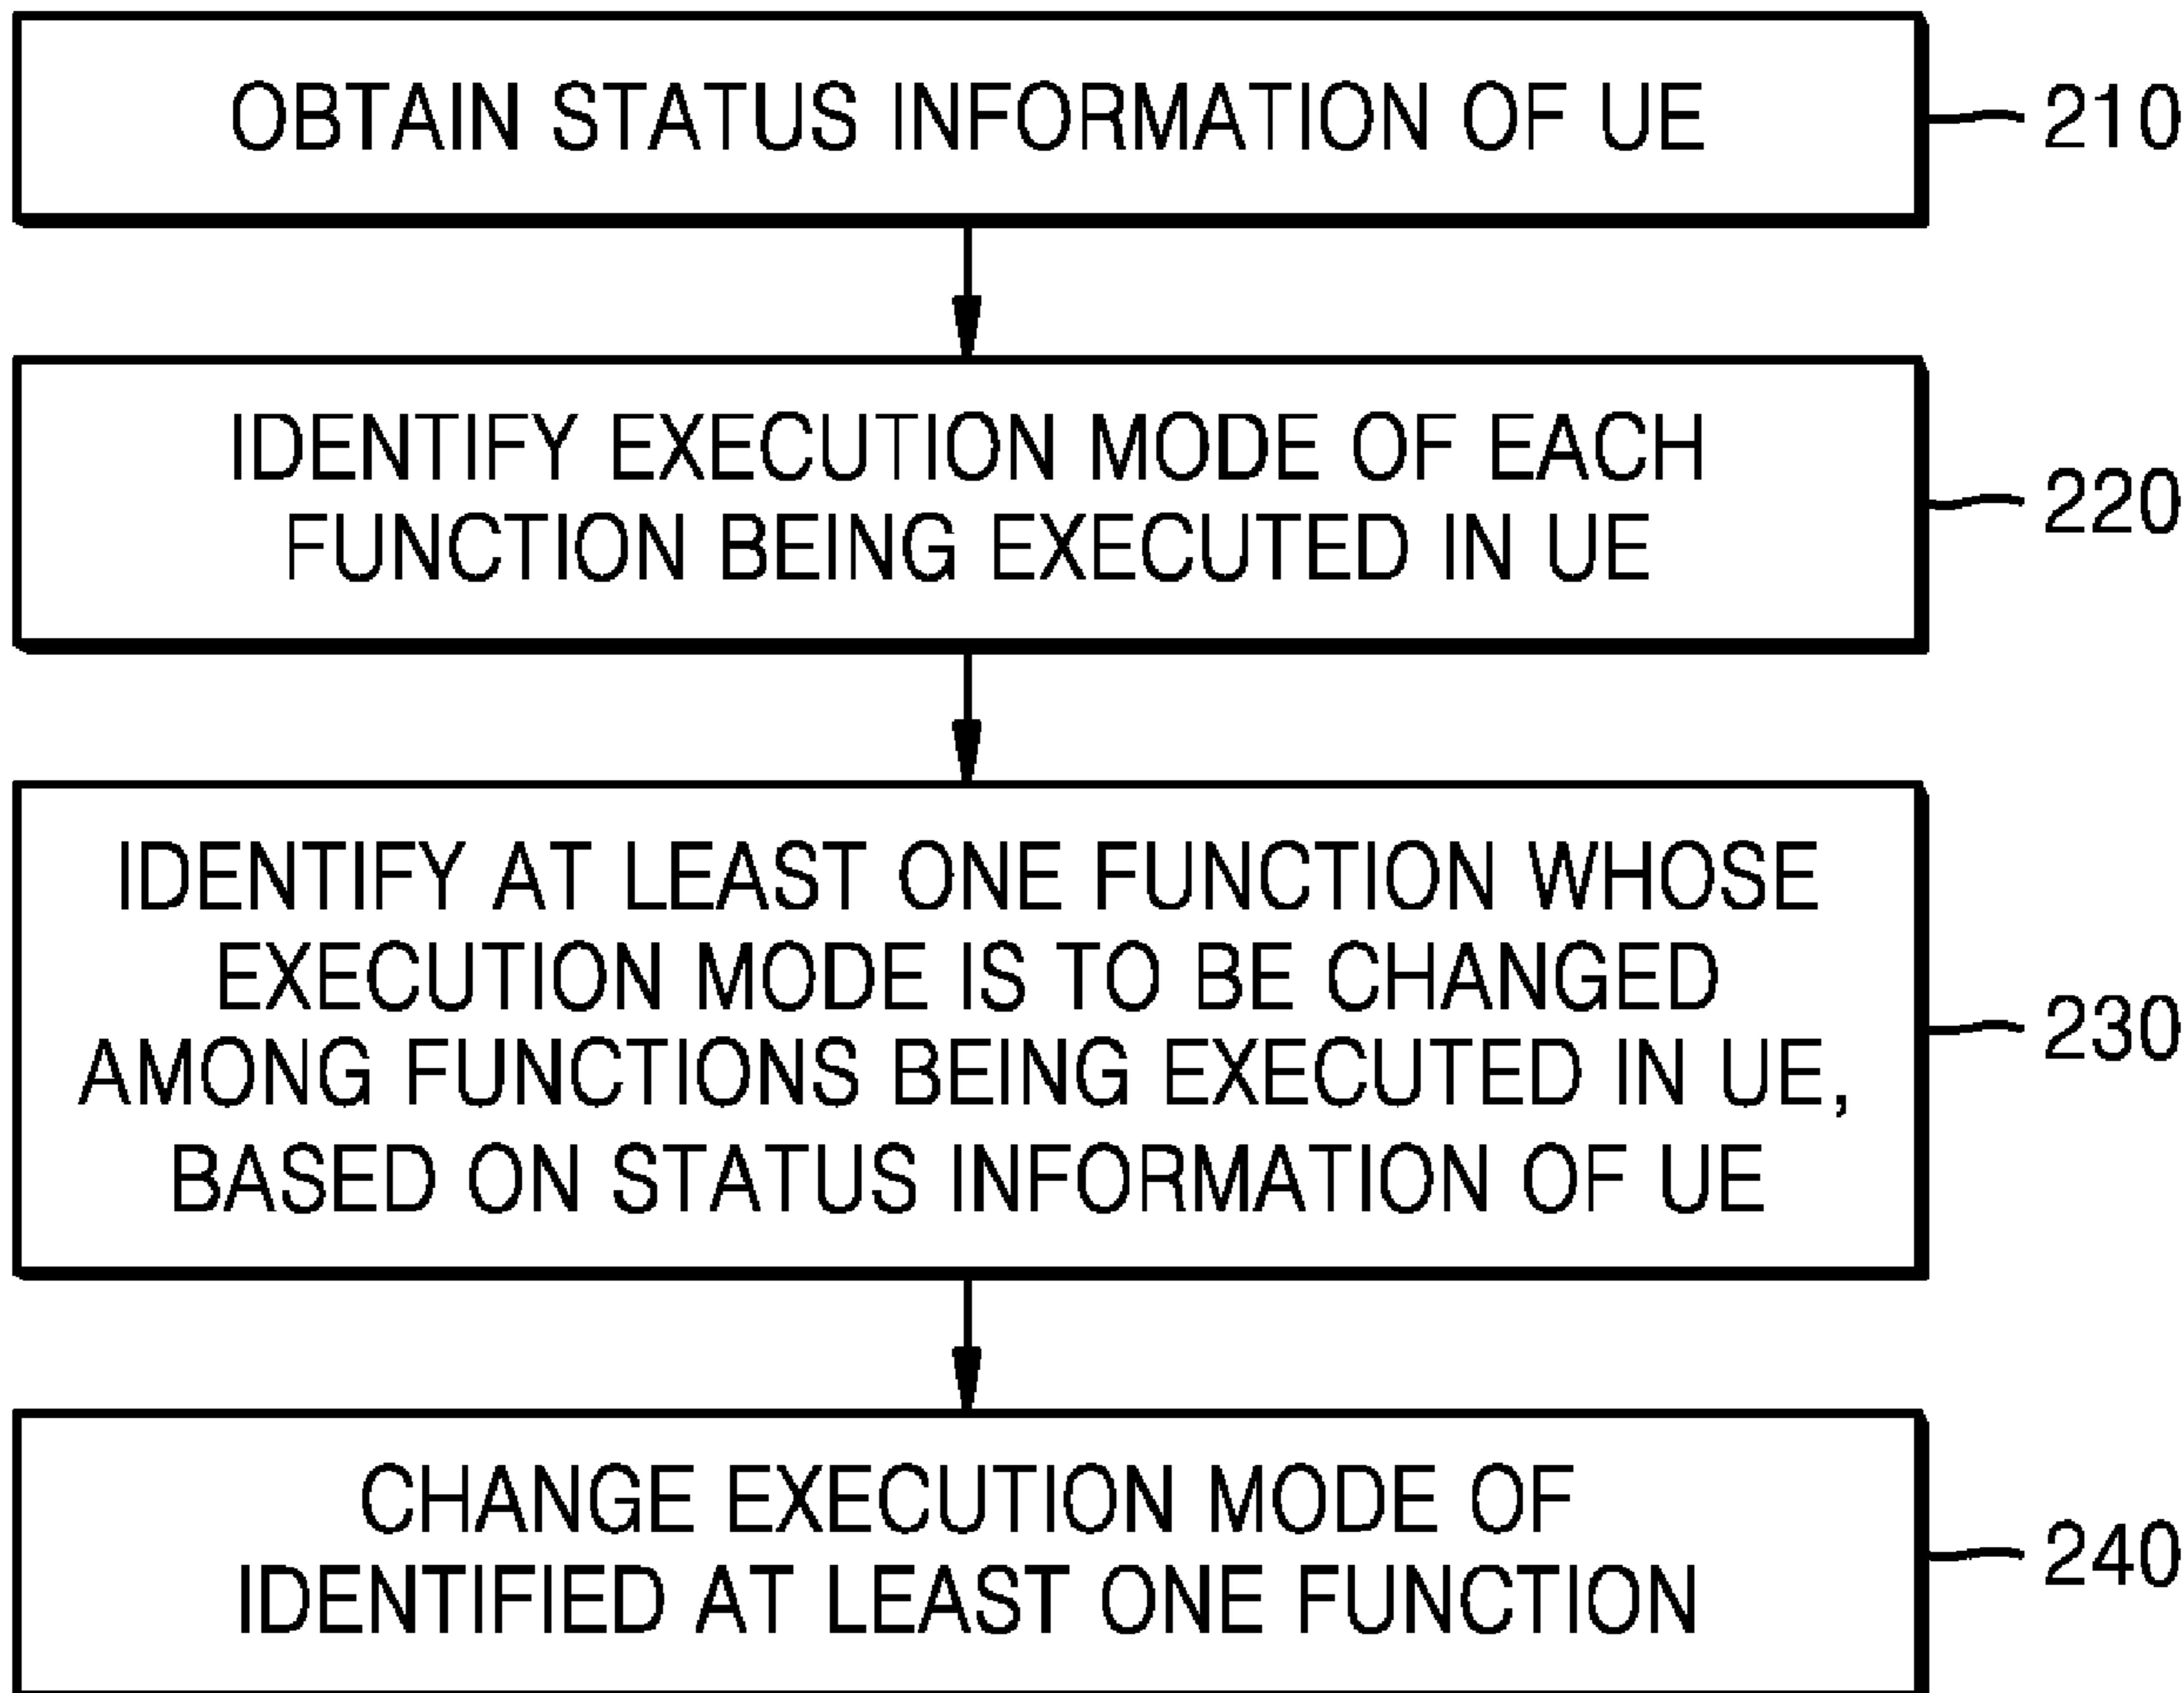 OBTAIN STATUS INFORMATION OF UE
210
IDENTIFY EXECUTION MODE OF EACH
FUNCTION BEING EXECUTED IN UE
220
IDENTIFY AT LEAST ONE FUNCTION WHOSE
EXECUTION MODE IS TO BE CHANGED
AMONG FUNCTIONS BEING EXECUTED IN UE,
BASED ON STATUS INFORMATION OF UE
230
CHANGE EXECUTION MODE OF
IDENTIFIED AT LEAST ONE FUNCTION
240